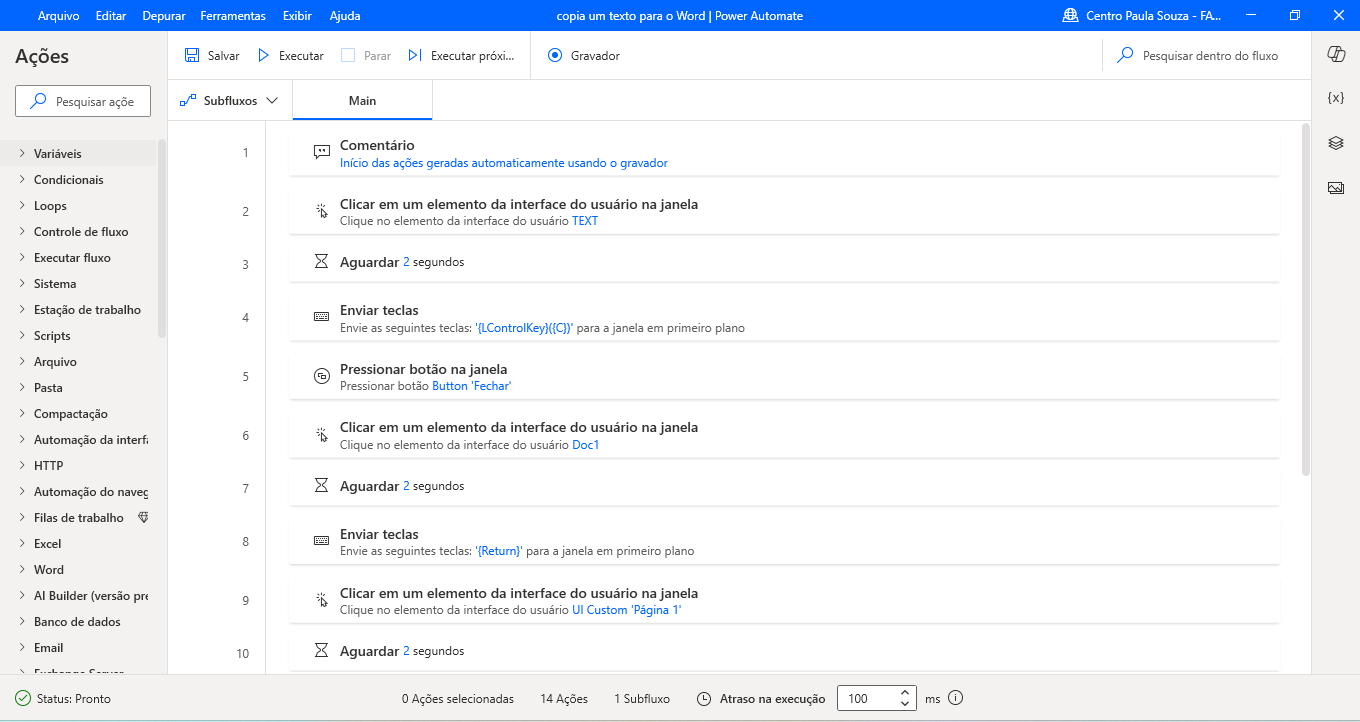 Arquivo Editar Depurar Ferramentas Exibir Ajuda copia um texto para o Word | Power Automate Centro Paula Souza - FA...
Ações
Pesquisar açõe
Variáveis
Condicionais
Loops
Controle de fluxo
Executar fluxo
Sistema
Estação de trabalho
Scripts
Arquivo
Pasta
Compactação
Automação da interfa
HTTP
Automação do naveg
Filas de trabalho
Excel
Word
AI Builder (versão pre
Banco de dados
Email
Exchange Server
Salvar Executar Parar Executar próxi... Gravador Pesquisar dentro do fluxo
{x}
Subfluxos Main
1 Comentário
Início das ações geradas automaticamente usando o gravador
2 Clicar em um elemento da interface do usuário na janela
Clique no elemento da interface do usuário TEXT
3 Aguardar 2 segundos
4 Enviar teclas
Envie as seguintes teclas: '{LControlKey}({C})' para a janela em primeiro plano
5 Pressionar botão na janela
Pressionar botão Button 'Fechar'
6 Clicar em um elemento da interface do usuário na janela
Clique no elemento da interface do usuário Doc1
7 Aguardar 2 segundos
8 Enviar teclas
Envie as seguintes teclas: '{Return}' para a janela em primeiro plano
9 Clicar em um elemento da interface do usuário na janela
Clique no elemento da interface do usuário UI Custom 'Página 1'
10 Aguardar 2 segundos
Status: Pronto 0 Ações selecionadas 14 Ações 1 Subfluxo Atraso na execução 100 ms